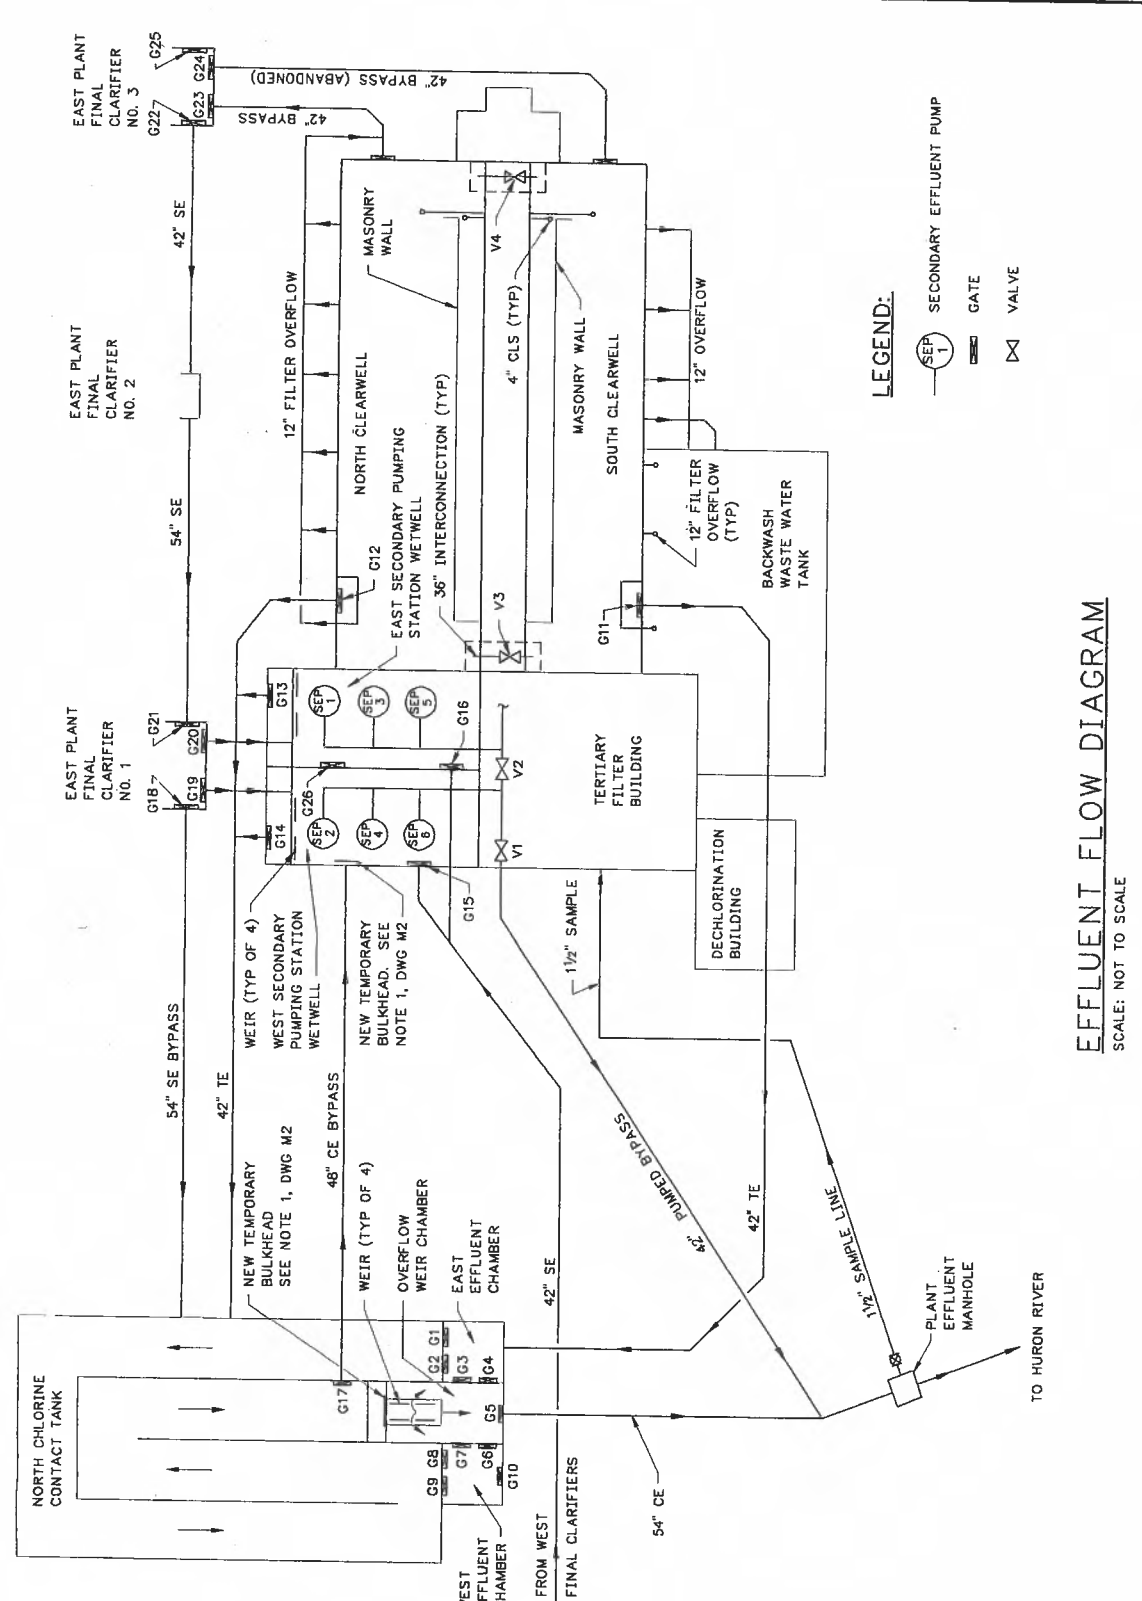 EAST PLANT
FINAL
CLARIFIER
NO. 3
G25
G24
G23
G22
42" BYPASS (ABANDONED)
42" BYPASS
42" SE
EAST PLANT
FINAL
CLARIFIER
NO. 2
54" SE
12" FILTER OVERFLOW
MASONRY
WALL
NORTH CLEARWELL
V4
4" CLS (TYP)
MASONRY WALL
SOUTH CLEARWELL
12" OVERFLOW
EAST SECONDARY PUMPING
STATION WETWELL
36" INTERCONNECTION (TYP)
V3
G12
G11
12" FILTER
OVERFLOW
(TYP)
BACKWASH
WASTE WATER
TANK
EAST PLANT
FINAL
CLARIFIER
NO. 1
G21
G20
G19
G18
G13
G14
SEP
1
SEP
3
SEP
5
G16
G26
SEP
2
SEP
4
SEP
6
G15
V2
V1
TERTIARY
FILTER
BUILDING
DECHLORINATION
BUILDING
WEIR (TYP OF 4)
WEST SECONDARY
PUMPING STATION
WETWELL
NEW TEMPORARY
BULKHEAD. SEE
NOTE 1, DWG M2
1½" SAMPLE
54" SE BYPASS
42" TE
48" CE BYPASS
NEW TEMPORARY
BULKHEAD
SEE NOTE 1, DWG M2
WEIR (TYP OF 4)
OVERFLOW
WEIR CHAMBER
EAST
EFFLUENT
CHAMBER
42" SE
42" PUMPED BYPASS
42" TE
1½" SAMPLE LINE
PLANT
EFFLUENT
MANHOLE
TO HURON RIVER
NORTH CHLORINE
CONTACT TANK
G17
G1
G2
G3
G4
G5
G6
G7
G8
G9
G10
54" CE
FROM WEST
FINAL CLARIFIERS
LEGEND:
SEP
1
SECONDARY EFFLUENT PUMP
GATE
VALVE
EFFLUENT FLOW DIAGRAM
SCALE: NOT TO SCALE